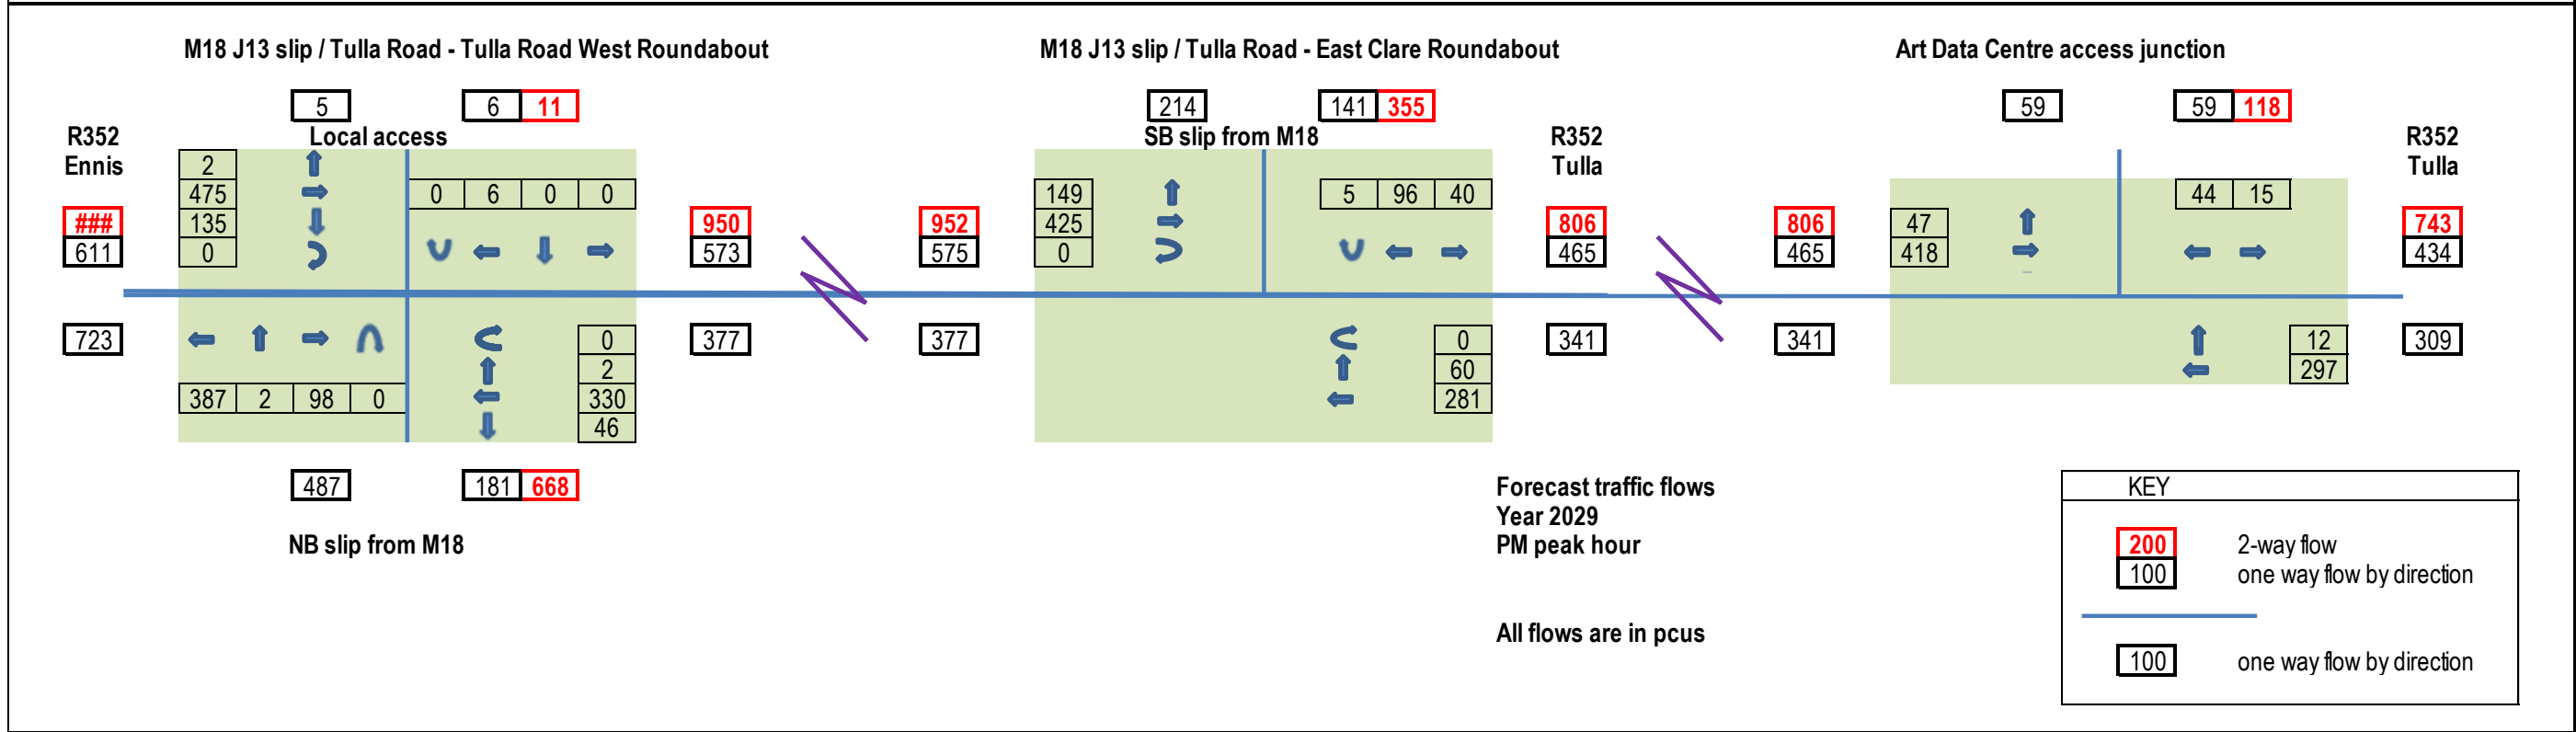 M18 J13 slip / Tulla Road - Tulla Road West Roundabout
M18 J13 slip / Tulla Road - East Clare Roundabout
Art Data Centre access junction
5
6 11
214
141 355
59
59 118
R352
Ennis
Local access
SB slip from M18
R352
Tulla
R352
Tulla
2
475
135
0
0 6 0 0
149
425
0
5 96 40
47
418
44 15
###
611
950
573
952
575
806
465
806
465
743
434
723
377
377
341
341
309
387 2 98 0
0
2
330
46
0
60
281
12
297
487
181 668
NB slip from M18
Forecast traffic flows
Year 2029
PM peak hour
All flows are in pcus
KEY
200 2-way flow
100 one way flow by direction
100 one way flow by direction